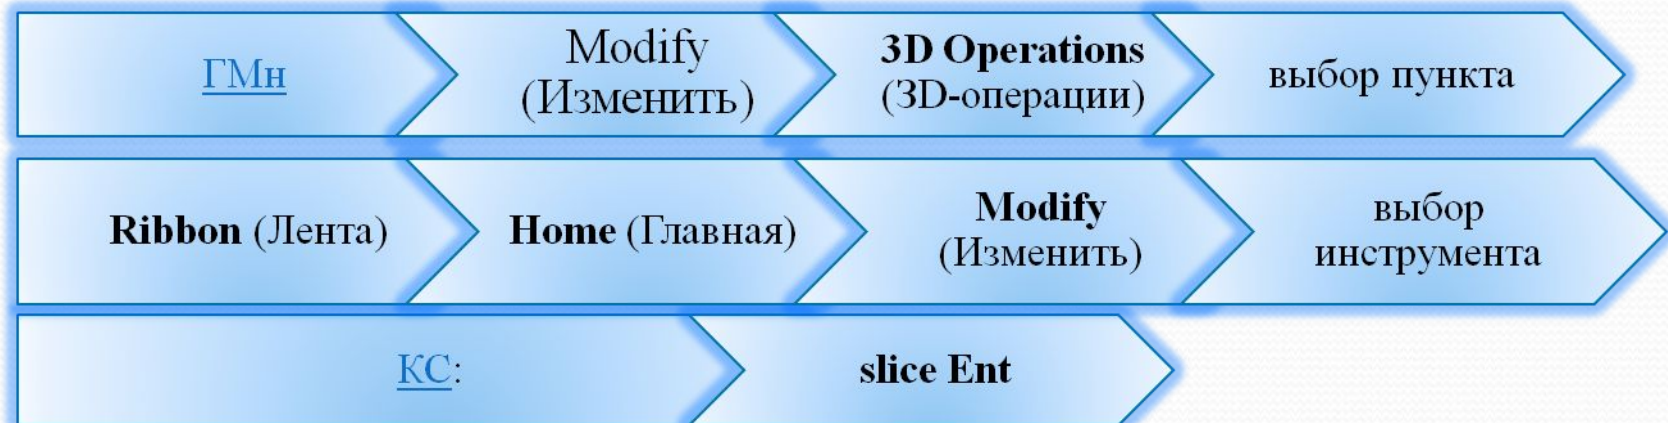 ГМн
Modify
(Изменить)
3D Operations
(3D-операции)
выбор пункта
Ribbon (Лента)
Home (Главная)
Modify
(Изменить)
выбор
инструмента
КС:
slice Ent